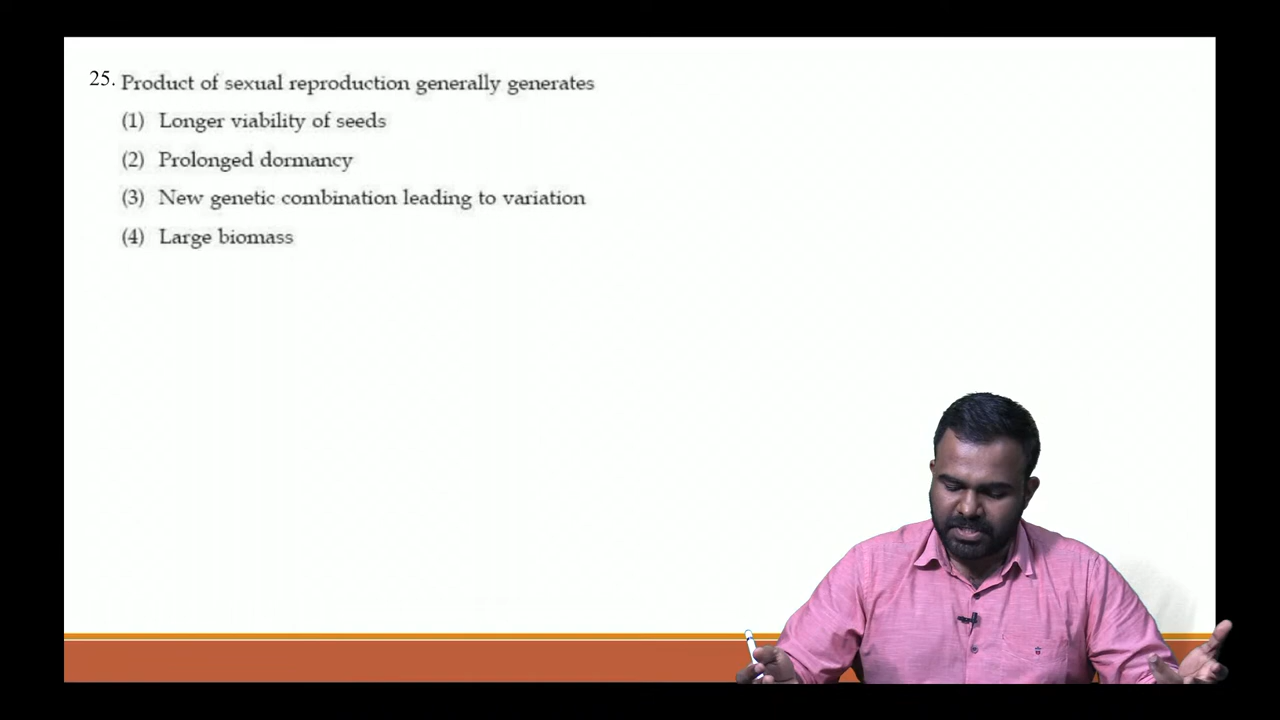 25. Product of sexual reproduction generally generates
(1) Longer viability of seeds
(2) Prolonged dormancy
(3) New genetic combination leading to variation
(4) Large biomass